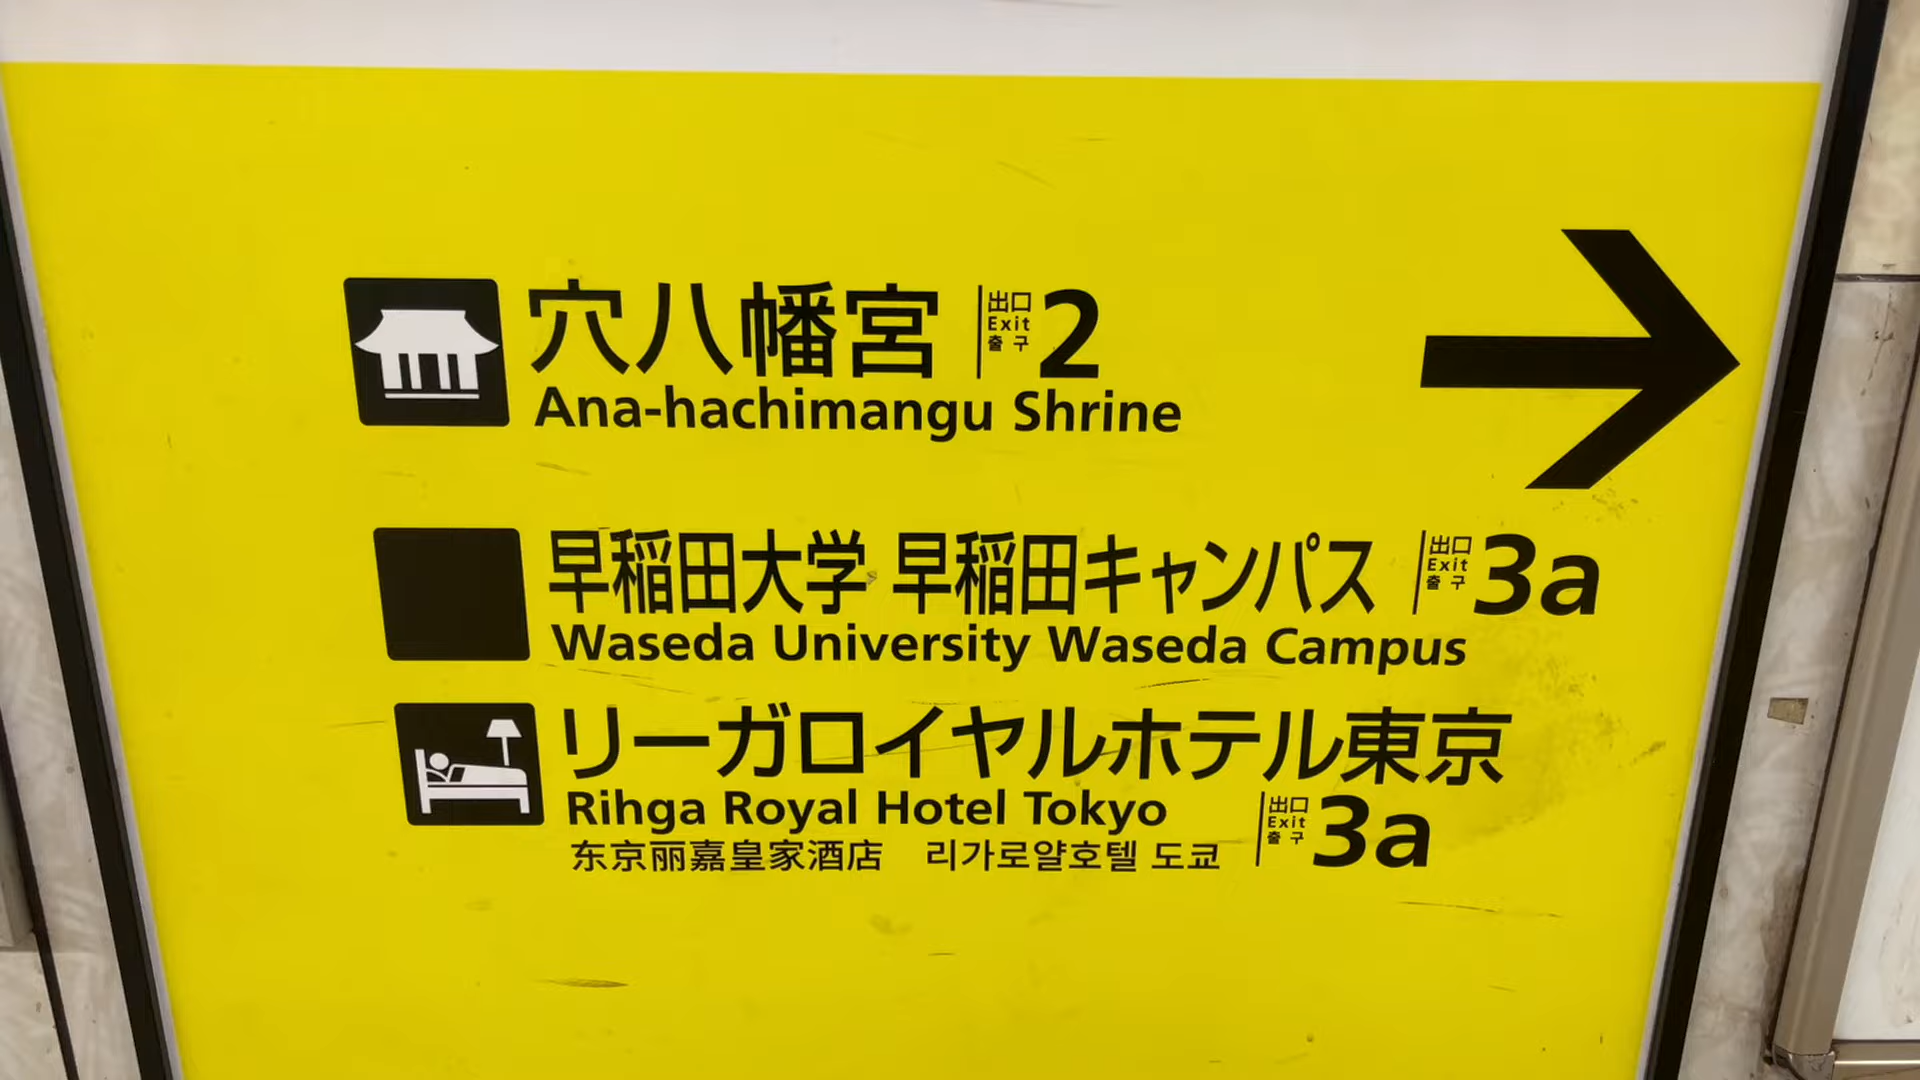 穴八幡宮 出口 Exit 출구 2
Ana-hachimangu Shrine
早稲田大学 早稲田キャンパス 出口 Exit 출구 3a
Waseda University Waseda Campus
リーガロイヤルホテル東京
Rihga Royal Hotel Tokyo 出口 Exit 출구 3a
东京丽嘉皇家酒店 리가로얄호텔 도쿄